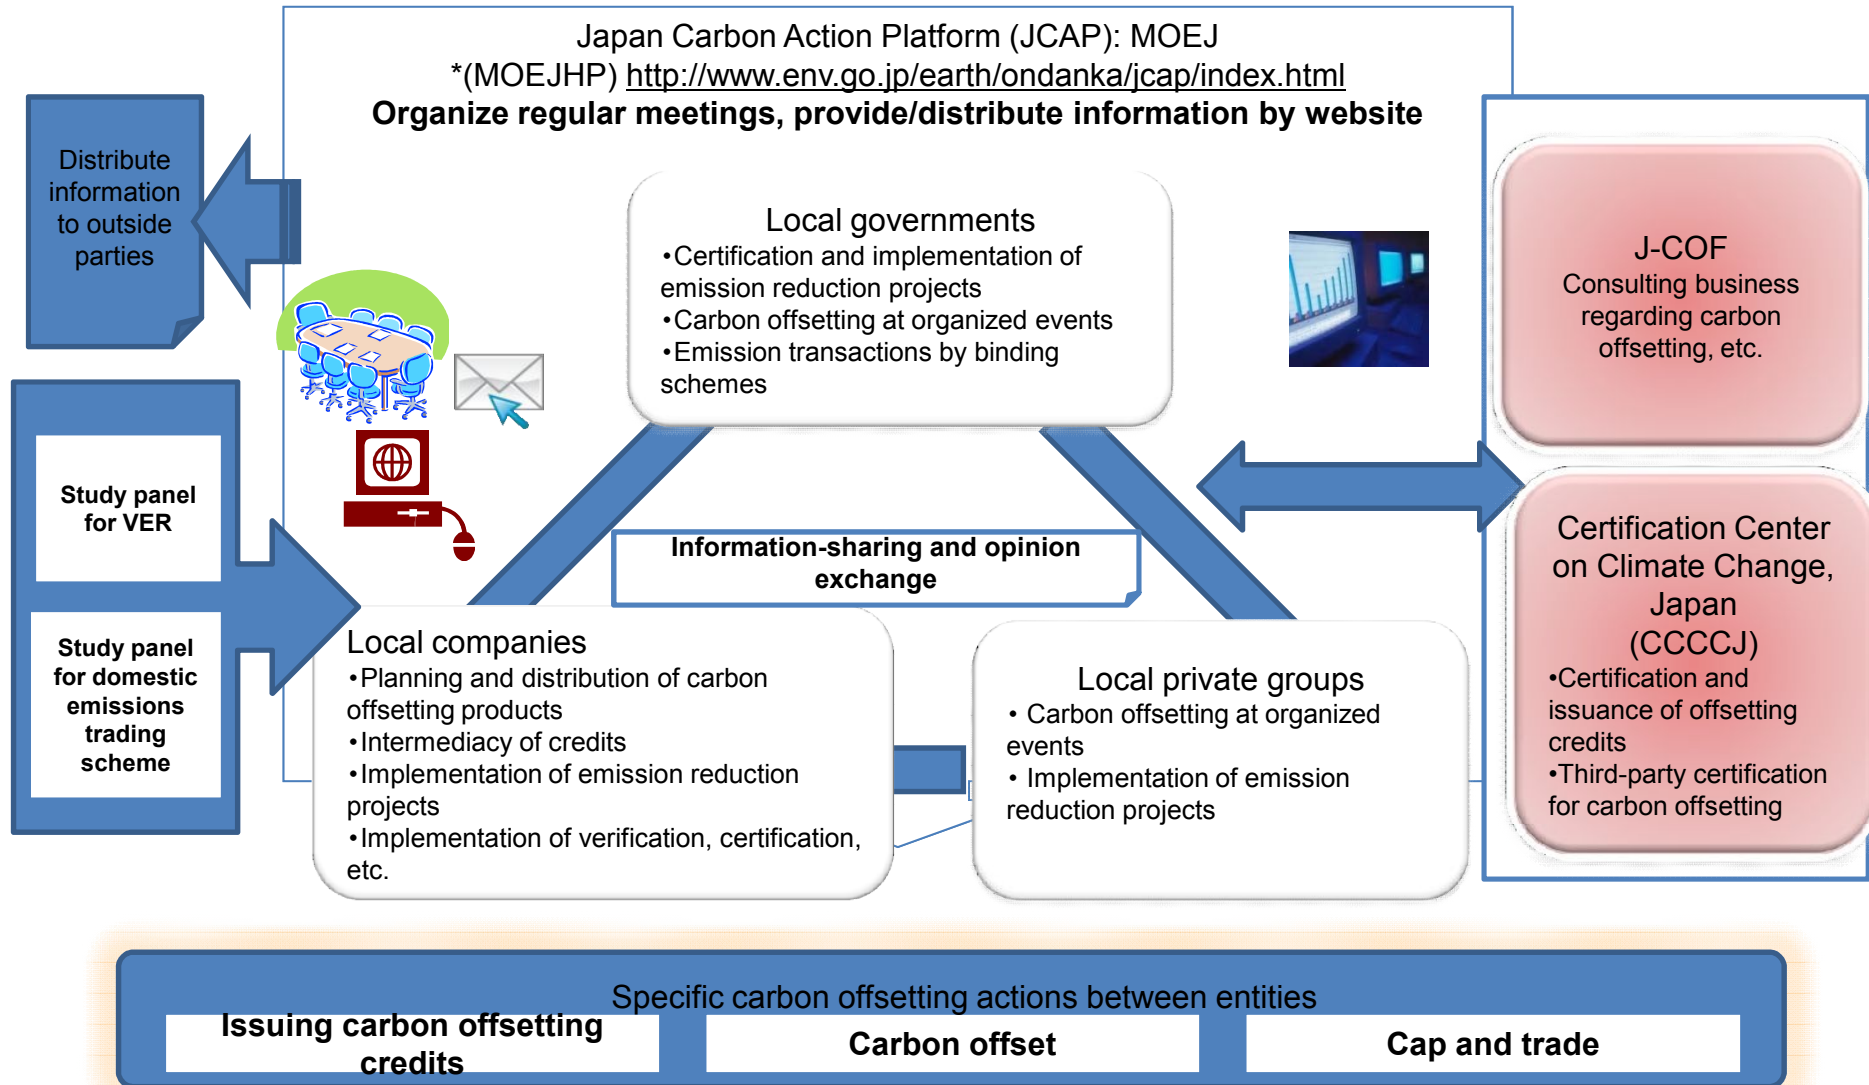 Japan Carbon Action Platform (JCAP): MOEJ
*(MOEJHP) http://www.env.go.jp/earth/ondanka/jcap/index.html
Organize regular meetings, provide/distribute information by website
Distribute
information
to outside
parties
Local governments
•Certification and implementation of
emission reduction projects
•Carbon offsetting at organized events
•Emission transactions by binding
schemes
J-COF
Consulting business
regarding carbon
offsetting, etc.
Study panel
for VER
Study panel
for domestic
emissions
trading
scheme
Information-sharing and opinion
exchange
Local companies
•Planning and distribution of carbon
offsetting products
•Intermediacy of credits
•Implementation of emission reduction
projects
•Implementation of verification, certification,
etc.
Local private groups
• Carbon offsetting at organized
events
• Implementation of emission
reduction projects
Certification Center
on Climate Change,
Japan
(CCCCJ)
•Certification and
issuance of offsetting
credits
•Third-party certification
for carbon offsetting
Specific carbon offsetting actions between entities
Issuing carbon offsetting
credits
Carbon offset
Cap and trade